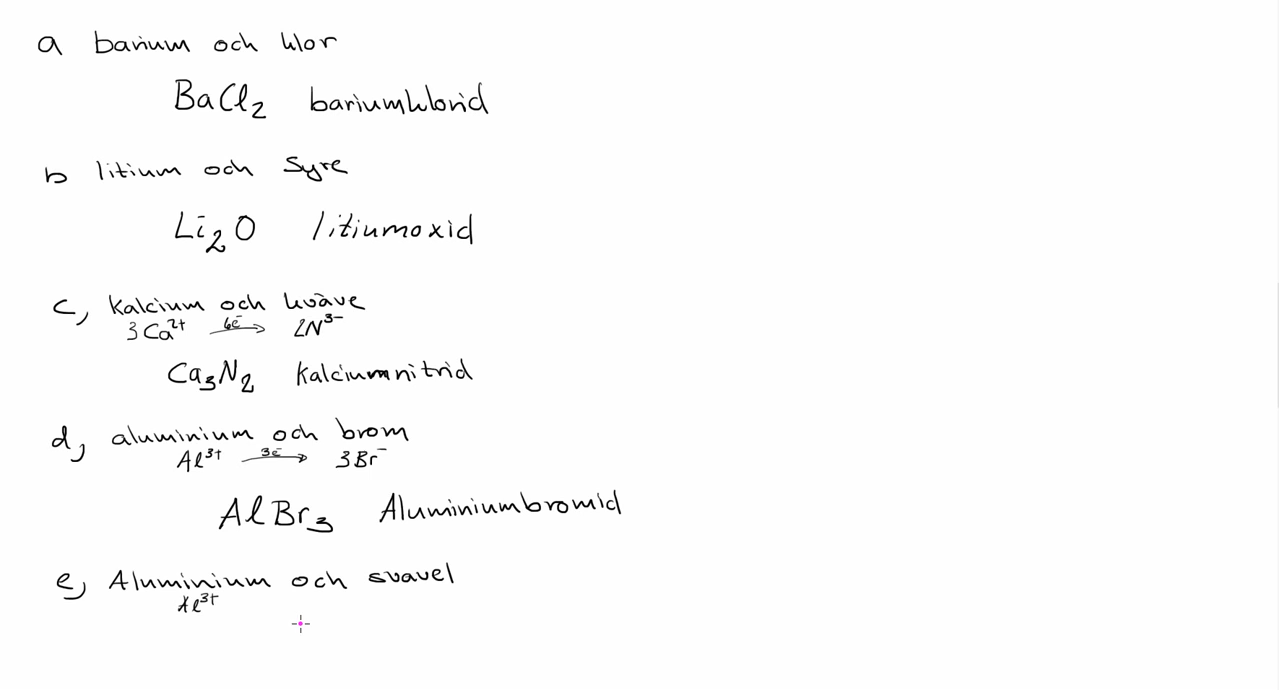 a barium och klor
BaCl₂ bariumklorid
b litium och syre
Li₂O litiumoxid
c, kalcium och kväve
3Ca²⁺ 6e⁻ → 2N³⁻
Ca₃N₂ kalciumnitrid
d, aluminium och brom
Al³⁺ 3e⁻ → 3Br⁻
AlBr₃ Aluminiumbromid
e, Aluminium och svavel
Al³⁺